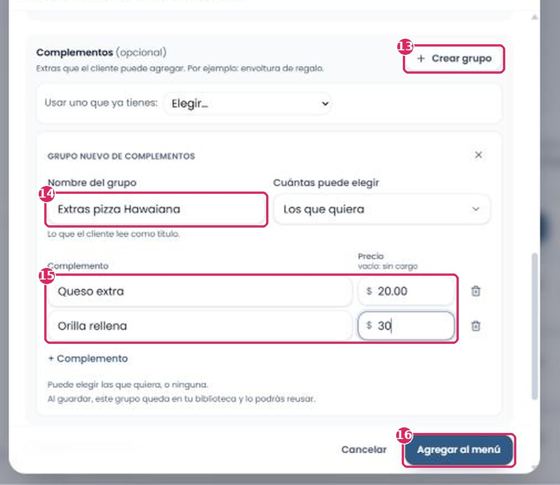 13
Complementos (opcional)
+ Crear grupo
Extras que el cliente puede agregar. Por ejemplo: envoltura de regalo.
Usar uno que ya tienes: Elegir...
GRUPO NUEVO DE COMPLEMENTOS
Nombre del grupo
Cuántas puede elegir
14
Extras pizza Hawaiana
Los que quiera
Lo que el cliente lee como título.
Complemento
Precio
vacío: sin cargo
15
Queso extra
$ 20.00
Orilla rellena
$ 30
+ Complemento
Puede elegir las que quiera, o ninguna.
Al guardar, este grupo queda en tu biblioteca y lo podrás reusar.
16
Cancelar
Agregar al menú